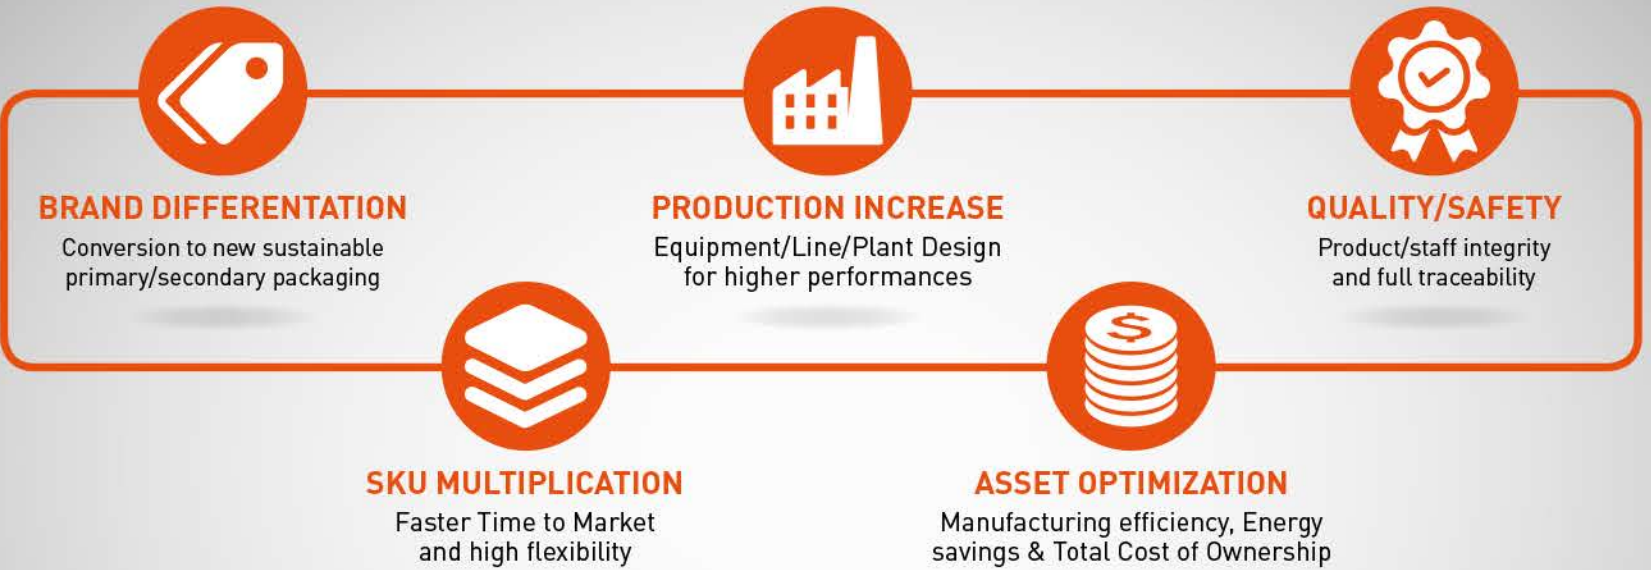 BRAND DIFFERENTATION
Conversion to new sustainable
primary/secondary packaging
PRODUCTION INCREASE
Equipment/Line/Plant Design
for higher performances
QUALITY/SAFETY
Product/staff integrity
and full traceability
$
SKU MULTIPLICATION
Faster Time to Market
and high flexibility
ASSET OPTIMIZATION
Manufacturing efficiency, Energy
savings & Total Cost of Ownership